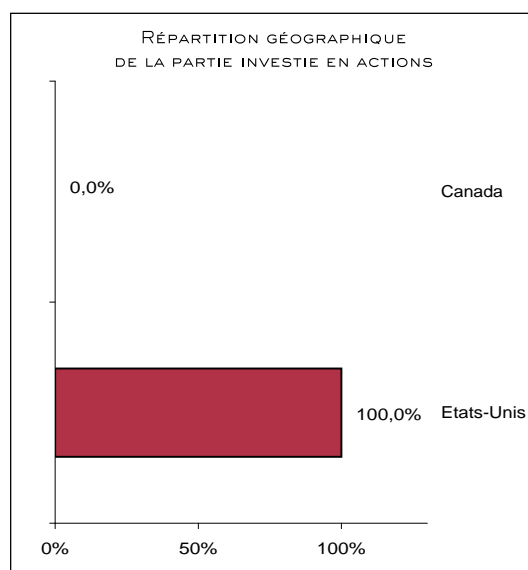 RÉPARTITION GÉOGRAPHIQUE
DE LA PARTIE INVESTIE EN ACTIONS
0,0%
Canada
100,0%
Etats-Unis
0%
50%
100%